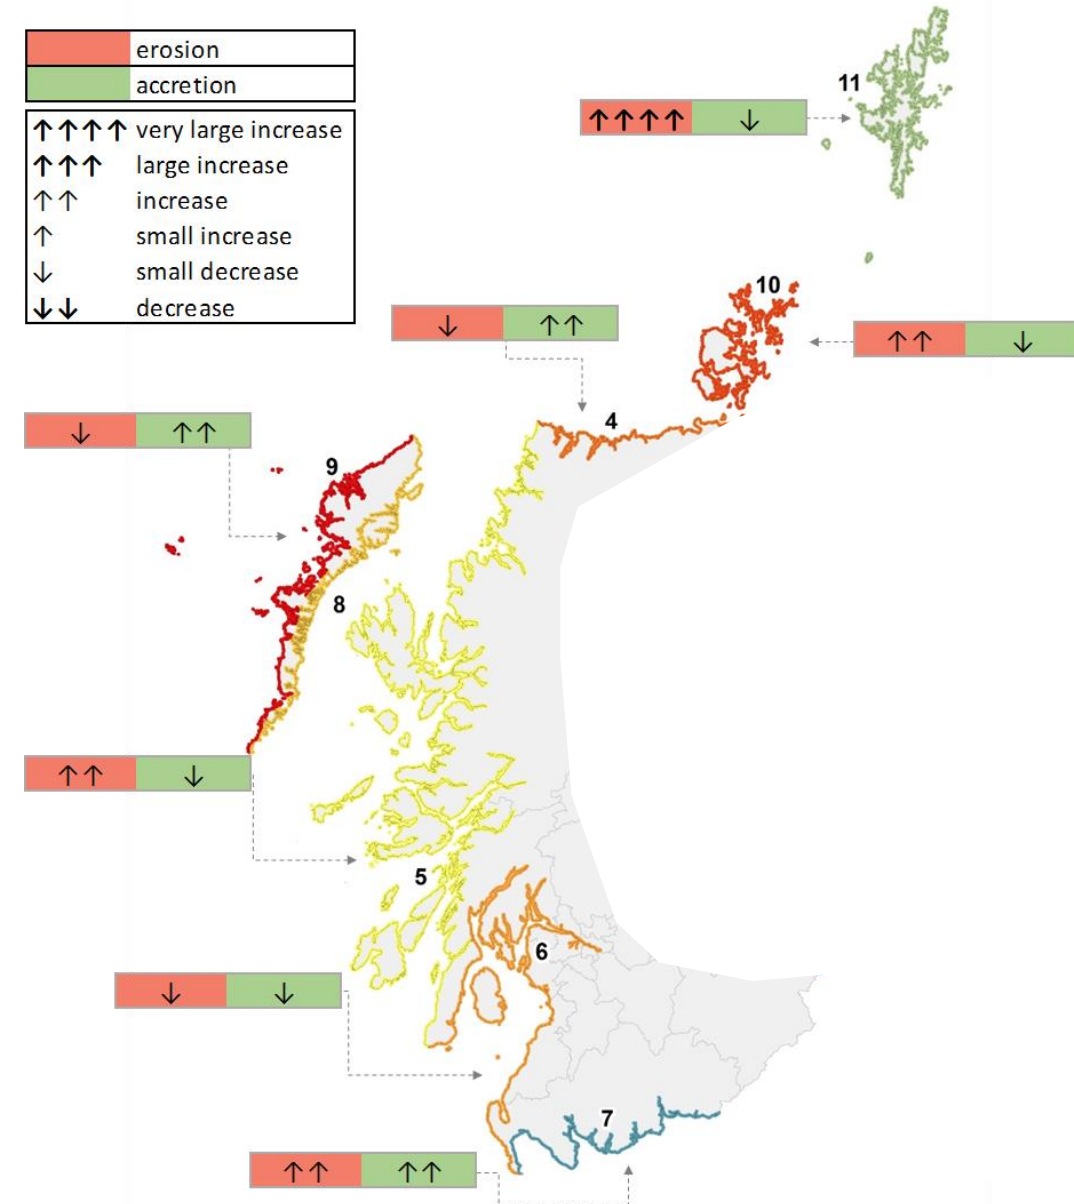 erosion
accretion
↑↑↑↑ very large increase
↑↑↑ large increase
↑↑ increase
↑ small increase
↓ small decrease
↓↓ decrease
11
↑↑↑↑ ↓
10
↓ ↑↑
↑↑ ↓
4
↓ ↑↑
9
8
↑↑ ↓
5
6
↓ ↓
7
↑↑ ↑↑